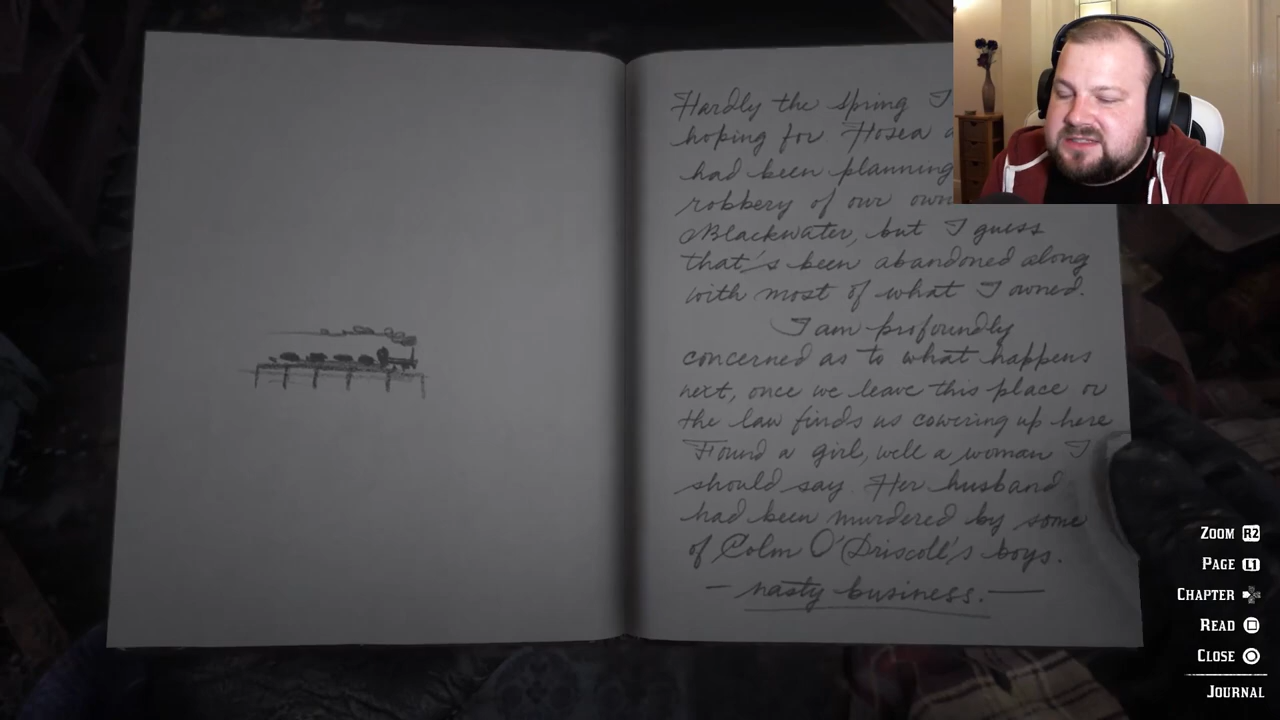 Hardly the spring I
hoping for. Hosea
had been planning
robbery of our own
Blackwater, but I guess
that's been abandoned along
with most of what I owned.
I am profoundly
concerned as to what happens
next, once we leave this place or
the law finds us cowering up here
Found a girl, well a woman I
should say. Her husband
had been murdered by some
of Colm O'Driscoll's boys.
– nasty business. –
ZOOM R2
PAGE L1
CHAPTER
READ
CLOSE
JOURNAL